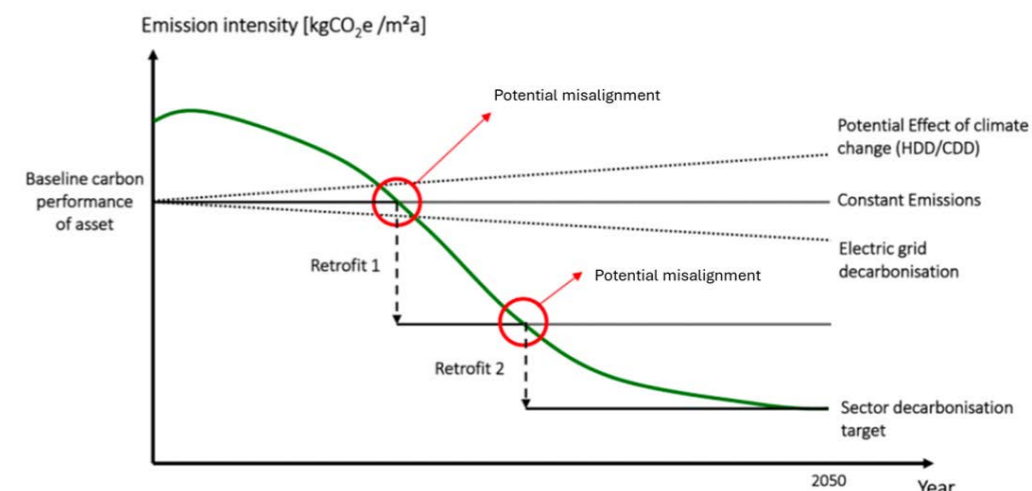 Emission intensity [kgCO₂e /m²a]
Potential misalignment
Potential Effect of climate
change (HDD/CDD)
Baseline carbon
performance
of asset
Constant Emissions
Electric grid
decarbonisation
Retrofit 1
Potential misalignment
Retrofit 2
Sector decarbonisation
target
2050
Year